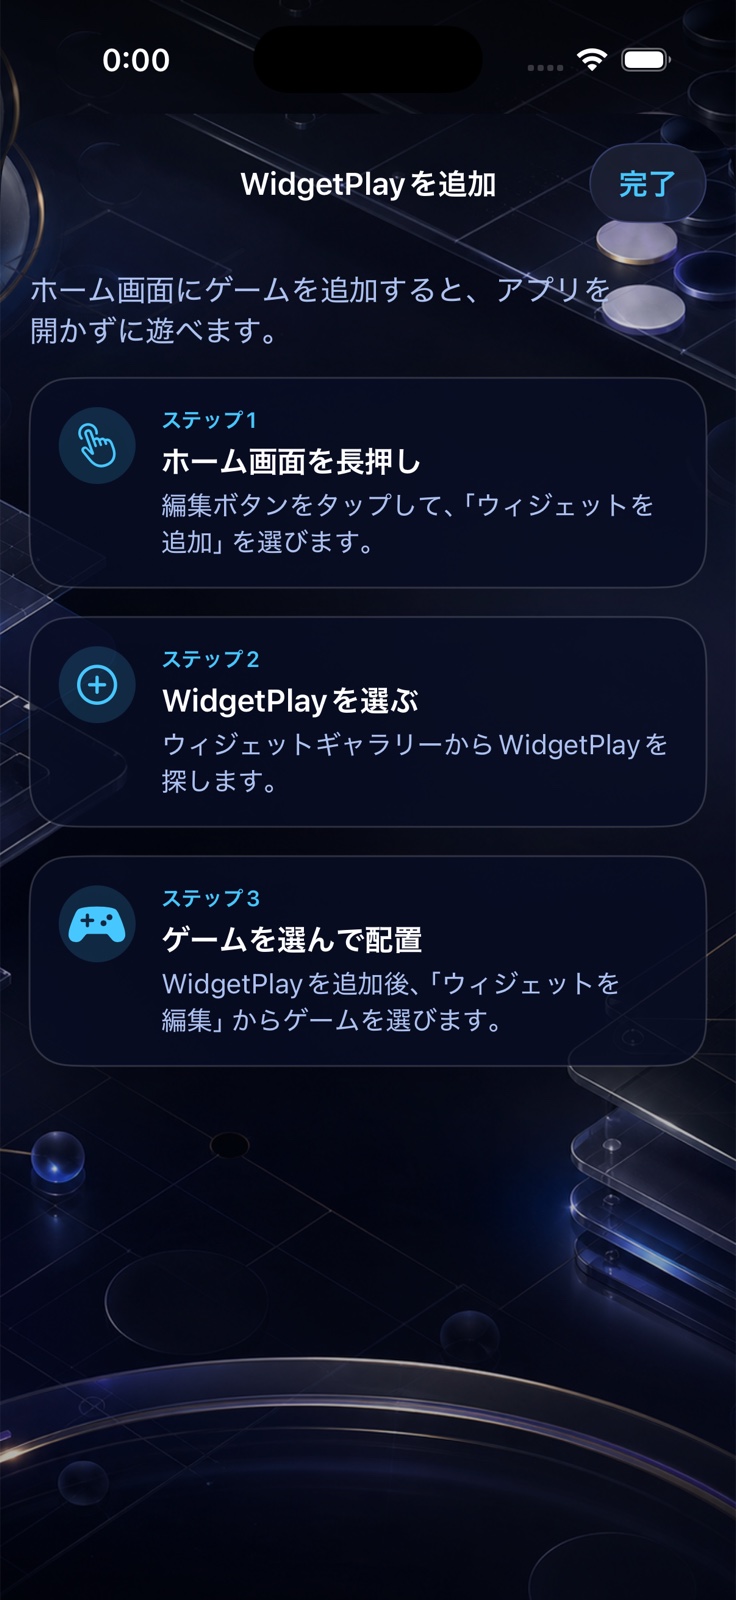 0:00
WidgetPlayを追加
完了
ホーム画面にゲームを追加すると、アプリを
開かずに遊べます。
ステップ1
ホーム画面を長押し
編集ボタンをタップして、「ウィジェットを
追加」を選びます。
ステップ2
WidgetPlayを選ぶ
ウィジェットギャラリーからWidgetPlayを
探します。
ステップ3
ゲームを選んで配置
WidgetPlayを追加後、「ウィジェットを
編集」からゲームを選びます。